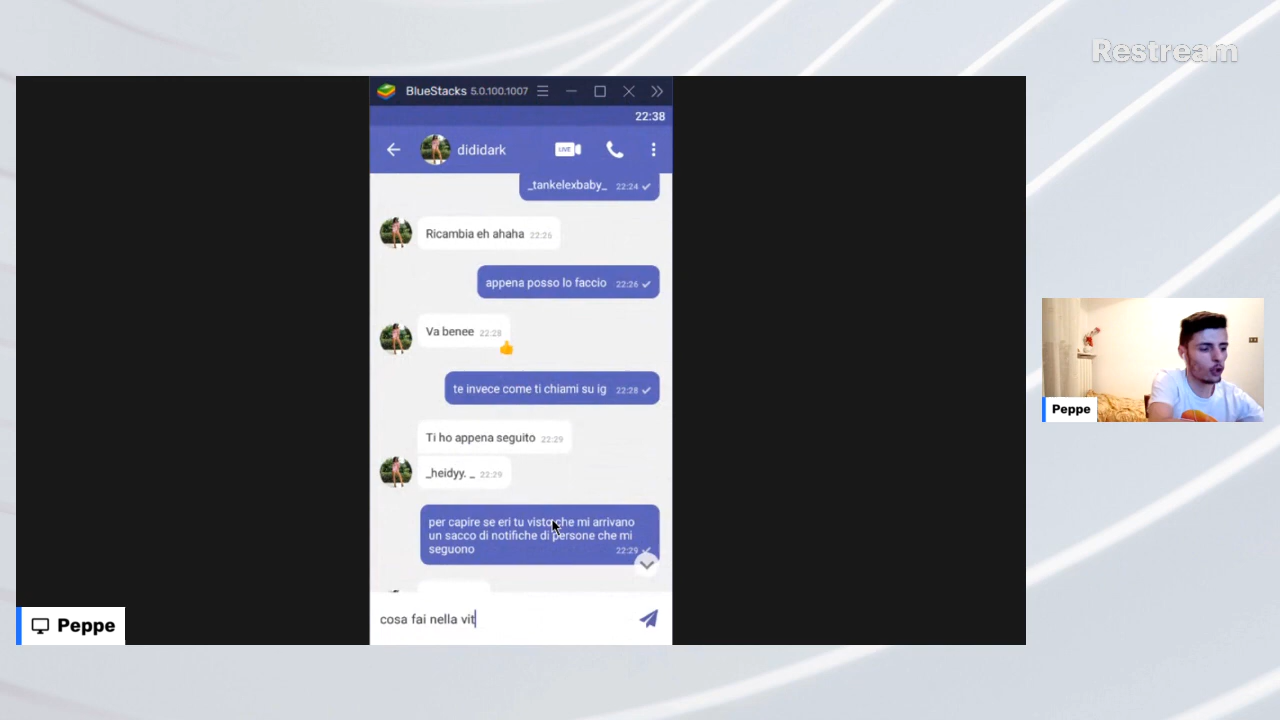 Restream
BlueStacks 5.0.100.1007
22:38
dididark
LIVE
_tankelexbaby_ 22:24
Ricambia eh ahaha 22:26
appena posso lo faccio 22:26
Va benee 22:28
te invece come ti chiami su ig 22:28
Ti ho appena seguito 22:29
_heidyy._ 22:29
per capire se eri tu visto che mi arrivano
un sacco di notifiche di persone che mi
seguono 22:29
cosa fai nella vit
Peppe
Peppe